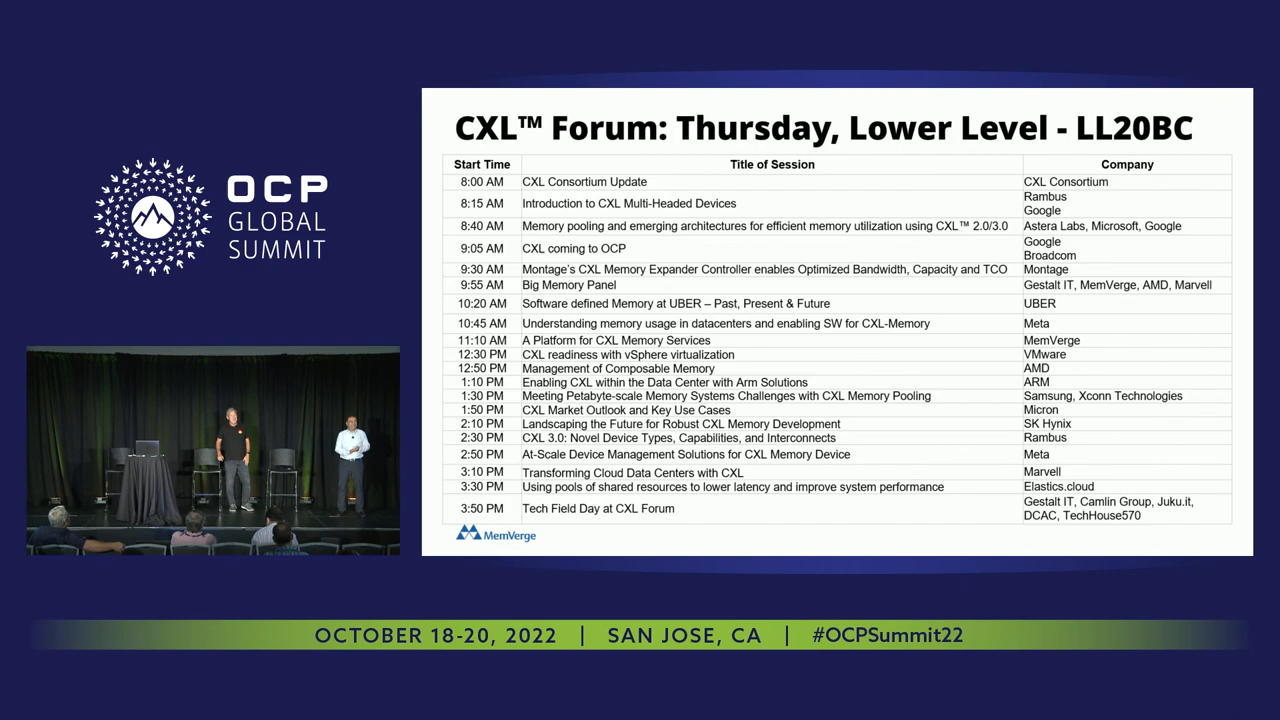 OCP
GLOBAL
SUMMIT
CXL™ Forum: Thursday, Lower Level - LL20BC
Start Time Title of Session Company
8:00 AM CXL Consortium Update CXL Consortium
8:15 AM Introduction to CXL Multi-Headed Devices Rambus
Google
8:40 AM Memory pooling and emerging architectures for efficient memory utilization using CXL™ 2.0/3.0 Astera Labs, Microsoft, Google
9:05 AM CXL coming to OCP Google
Broadcom
9:30 AM Montage's CXL Memory Expander Controller enables Optimized Bandwidth, Capacity and TCO Montage
9:55 AM Big Memory Panel Gestalt IT, MemVerge, AMD, Marvell
10:20 AM Software defined Memory at UBER – Past, Present & Future UBER
10:45 AM Understanding memory usage in datacenters and enabling SW for CXL-Memory Meta
11:10 AM A Platform for CXL Memory Services MemVerge
12:30 PM CXL readiness with vSphere virtualization VMware
12:50 PM Management of Composable Memory AMD
1:10 PM Enabling CXL within the Data Center with Arm Solutions ARM
1:30 PM Meeting Petabyte-scale Memory Systems Challenges with CXL Memory Pooling Samsung, Xconn Technologies
1:50 PM CXL Market Outlook and Key Use Cases Micron
2:10 PM Landscaping the Future for Robust CXL Memory Development SK Hynix
2:30 PM CXL 3.0: Novel Device Types, Capabilities, and Interconnects Rambus
2:50 PM At-Scale Device Management Solutions for CXL Memory Device Meta
3:10 PM Transforming Cloud Data Centers with CXL Marvell
3:30 PM Using pools of shared resources to lower latency and improve system performance Elastics.cloud
3:50 PM Tech Field Day at CXL Forum Gestalt IT, Camlin Group, Juku.it,
DCAC, TechHouse570
MemVerge
OCTOBER 18-20, 2022 | SAN JOSE, CA | #OCPSummit22